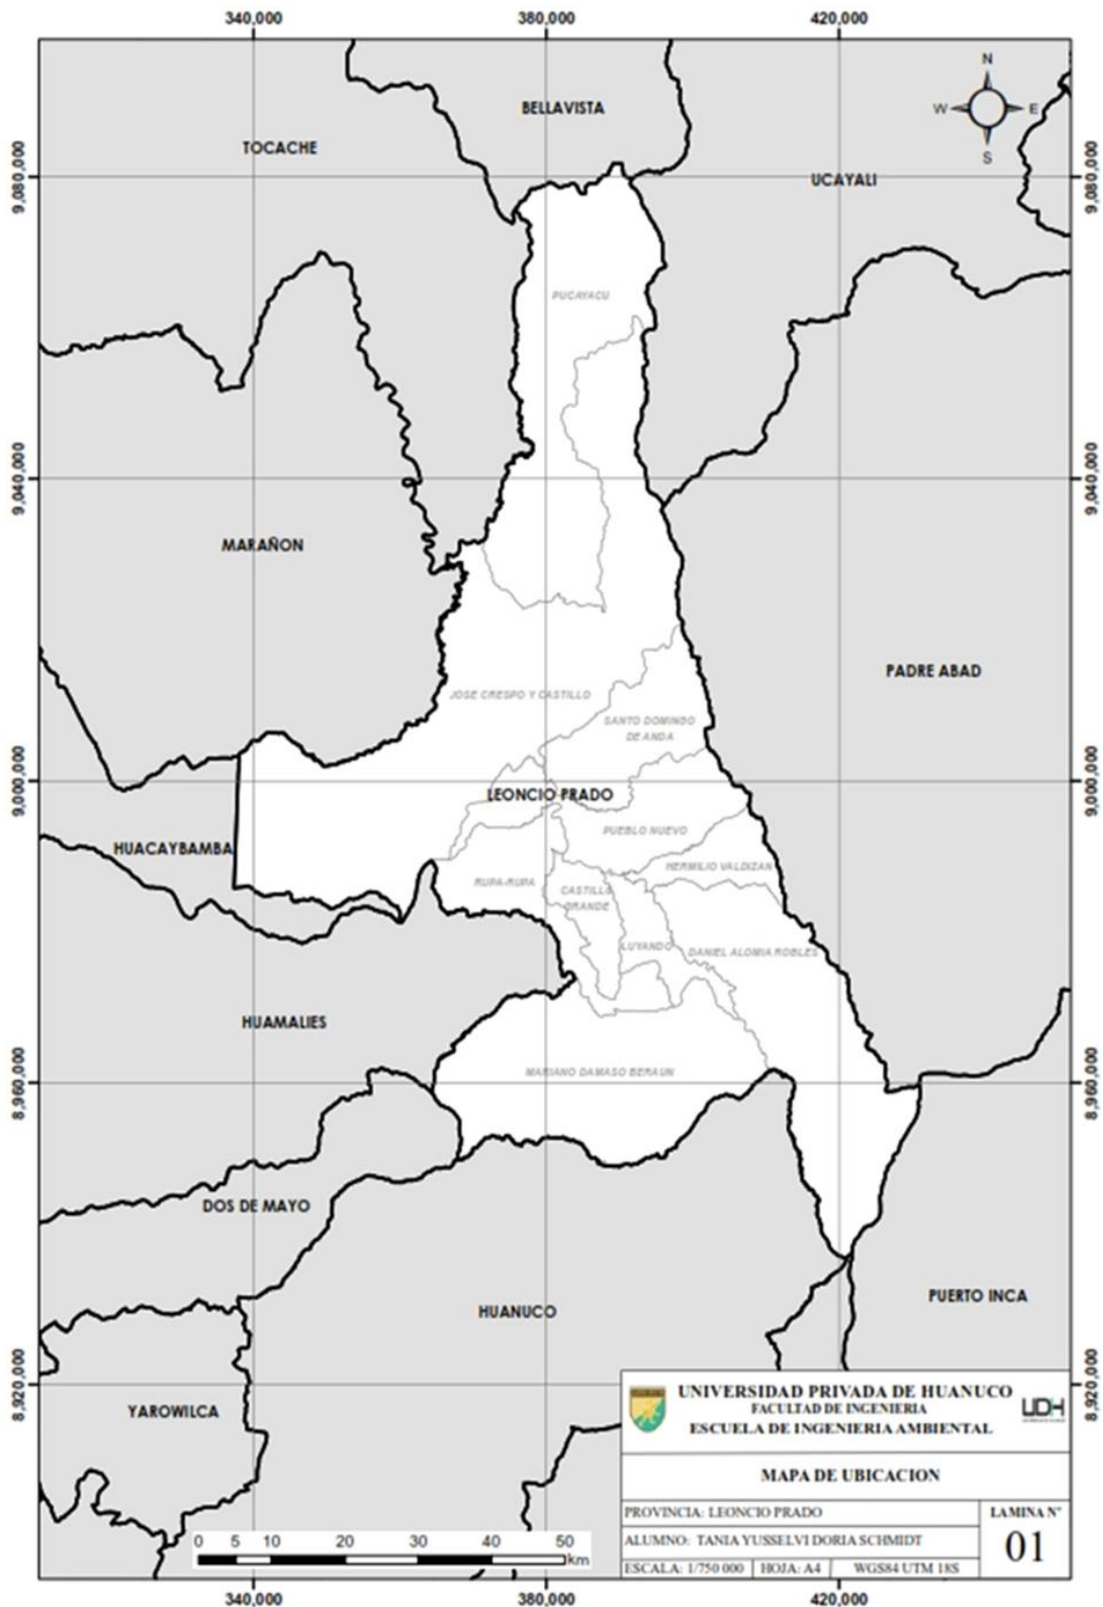 340,000 380,000 420,000
N
W E
S
BELLAVISTA
TOCACHE
UCAYALI
9,080,000 9,080,000
PUCAYACU
9,040,000 9,040,000
MARAÑON
PADRE ABAD
JOSE CRESPO Y CASTILLO
SANTO DOMINGO
DE ANDA
9,000,000 9,000,000
LEONCIO PRADO
PUEBLO NUEVO
HUACAYBAMBA
HERMILIO VALDIZAN
RUPA-RUPA
CASTILLO
GRANDE
LUYANDO
DANIEL ALOMIA ROBLES
HUAMALIES
MARIANO DAMASO BERAUN
8,960,000 8,960,000
DOS DE MAYO
PUERTO INCA
HUANUCO
8,920,000 8,920,000
YAROWILCA
UNIVERSIDAD PRIVADA DE HUANUCO
FACULTAD DE INGENIERIA
ESCUELA DE INGENIERIA AMBIENTAL
UDH
MAPA DE UBICACION
PROVINCIA: LEONCIO PRADO
ALUMNO: TANIA YUSSELVI DORIA SCHMIDT
ESCALA: 1/750 000 HOJA: A4 WGS84 UTM 18S
LAMINA N°
01
0 5 10 20 30 40 50
km
340,000 380,000 420,000